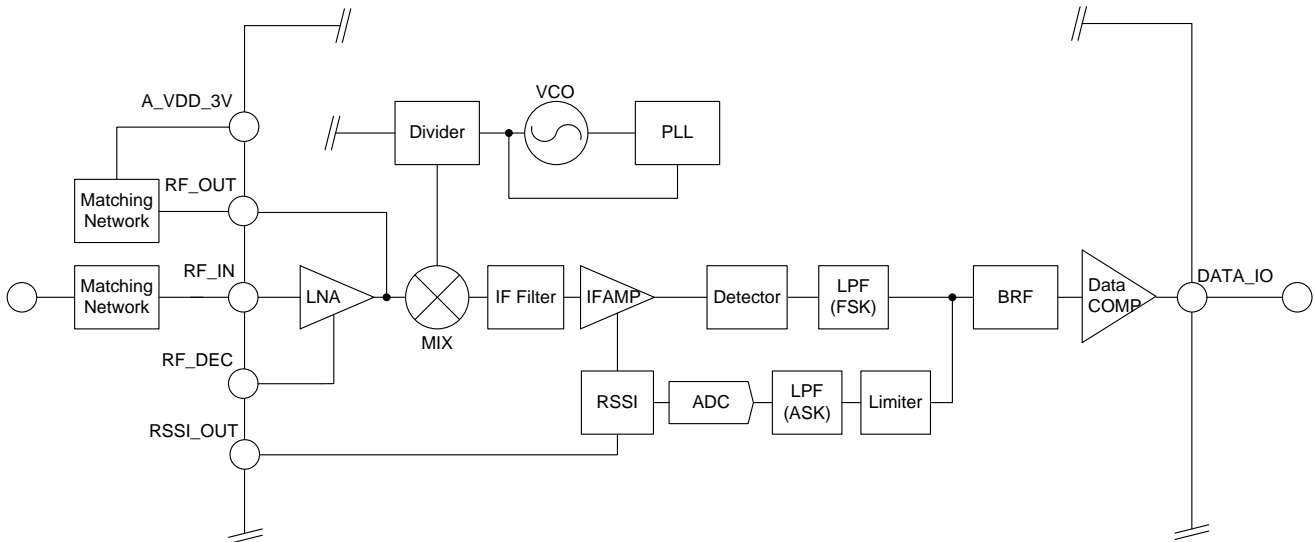 A_VDD_3V
VCO
Divider
PLL
RF_OUT
Matching
Network
RF_IN
Matching
Network
LNA
MIX
IF Filter
IFAMP
Detector
LPF
(FSK)
BRF
Data
COMP
DATA_IO
RF_DEC
RSSI
ADC
LPF
(ASK)
Limiter
RSSI_OUT